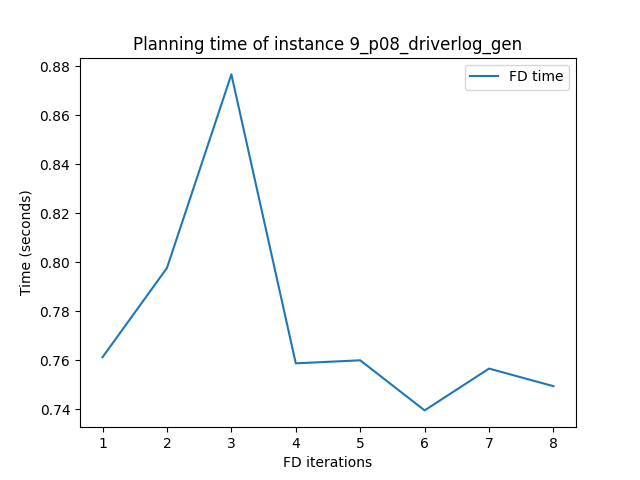 Planning time of instance 9_p08_driverlog_gen
FD time
Time (seconds)
0.88
0.86
0.84
0.82
0.80
0.78
0.76
0.74
1 2 3 4 5 6 7 8
FD iterations